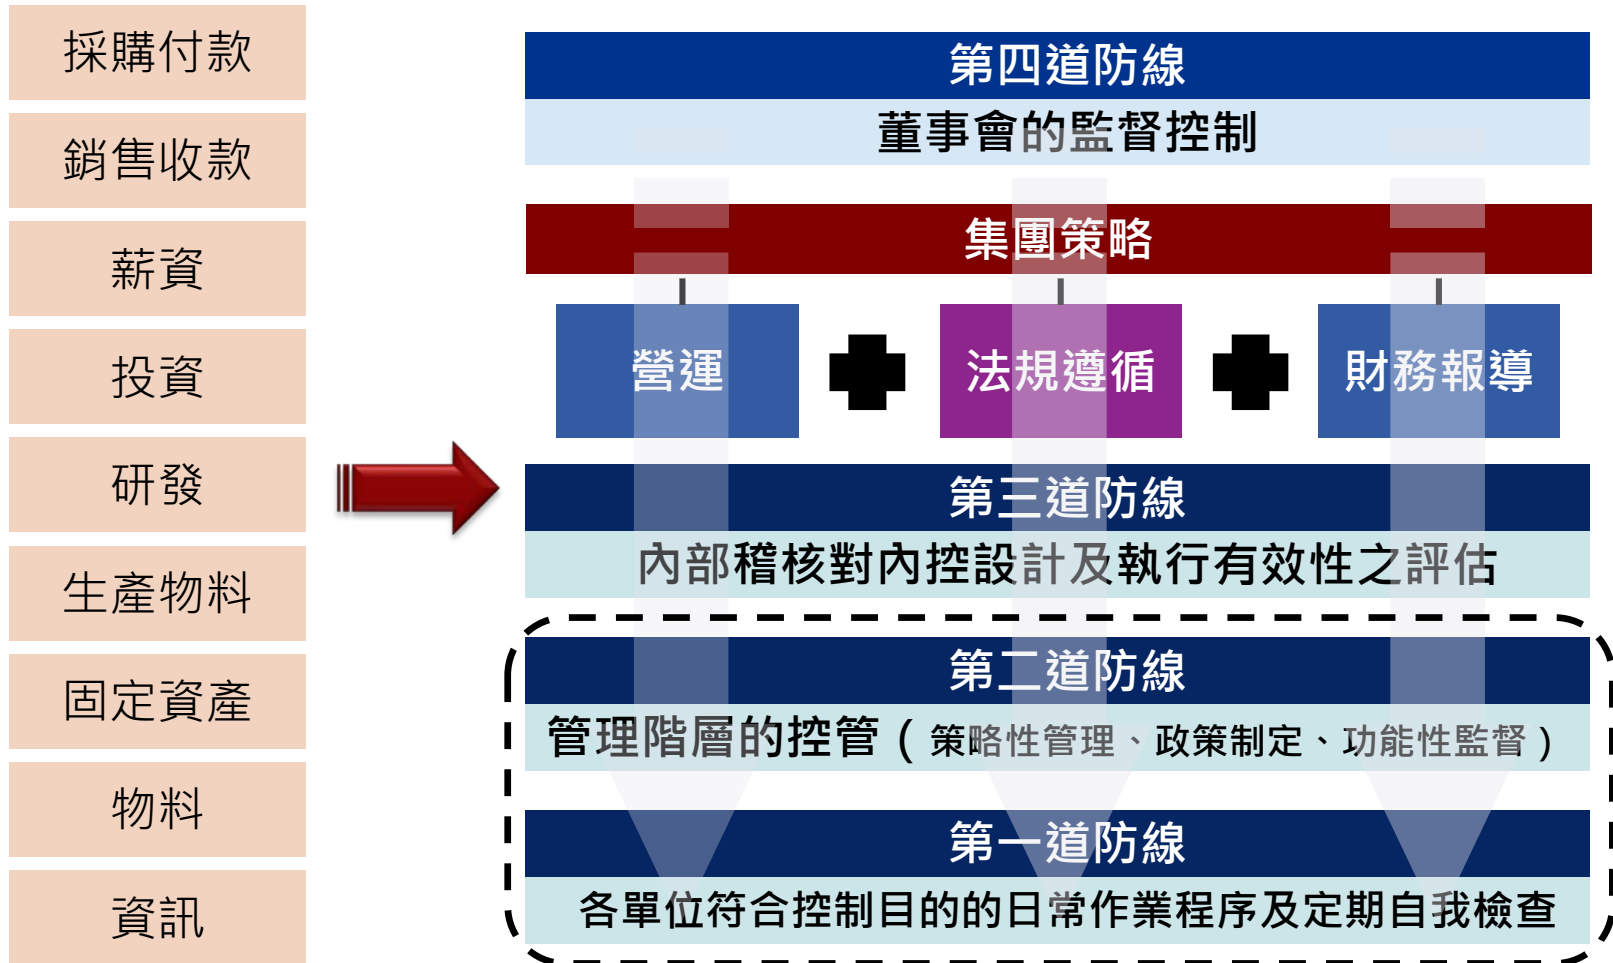 採購付款
銷售收款
薪資
投資
研發
生產物料
固定資產
物料
資訊
第四道防線
董事會的監督控制
集團策略
營運
法規遵循
財務報導
第三道防線
內部稽核對內控設計及執行有效性之評估
第二道防線
管理階層的控管(策略性管理、政策制定、功能性監督)
第一道防線
各單位符合控制目的的日常作業程序及定期自我檢查